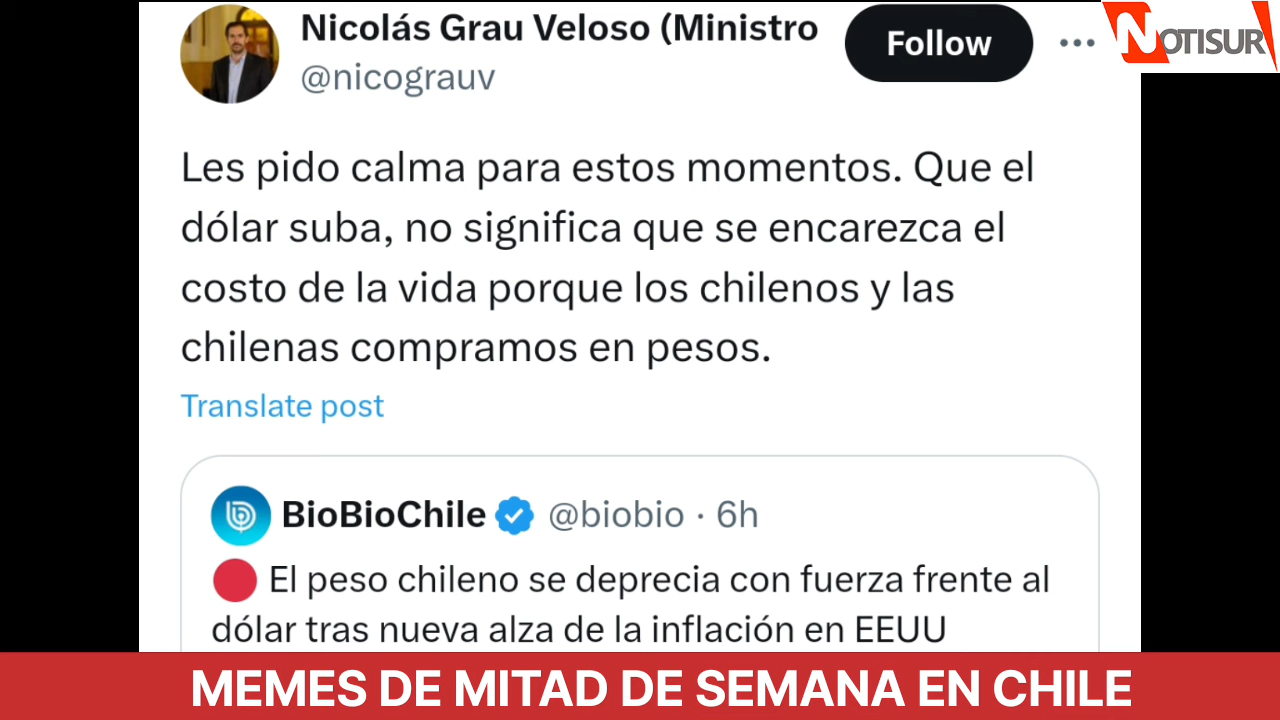 Nicolás Grau Veloso (Ministro
Follow
NOTISUR
@nicograuv
Les pido calma para estos momentos. Que el
dólar suba, no significa que se encarezca el
costo de la vida porque los chilenos y las
chilenas compramos en pesos.
Translate post
BioBioChile @biobio · 6h
El peso chileno se deprecia con fuerza frente al
dólar tras nueva alza de la inflación en EEUU
MEMES DE MITAD DE SEMANA EN CHILE